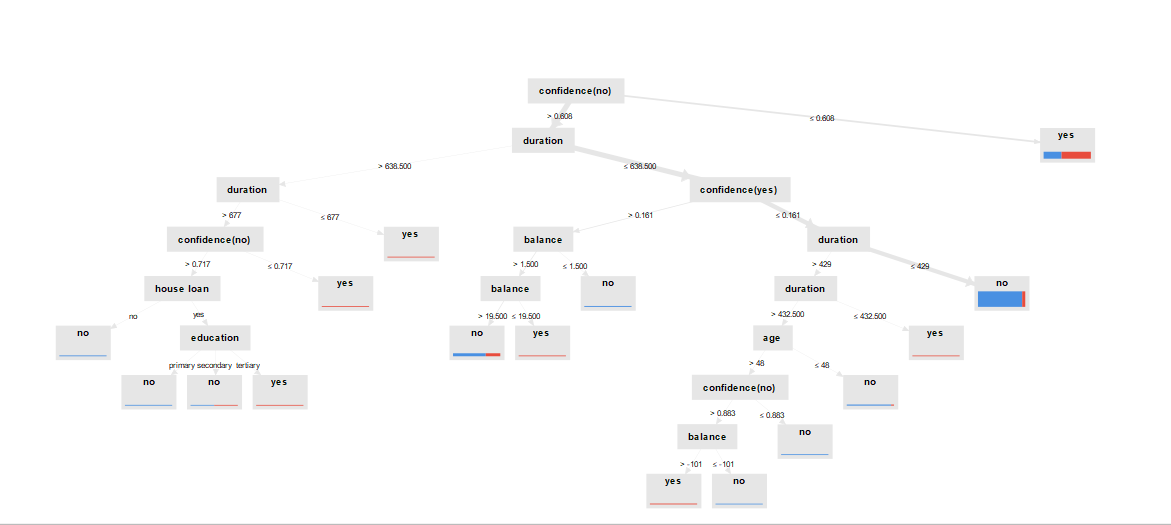 confidence(no)
> 0.608
≤ 0.608
yes
duration
> 638.500
≤ 638.500
duration
confidence(yes)
> 677
≤ 677
> 0.161
≤ 0.161
confidence(no)
yes
balance
duration
> 0.717
≤ 0.717
> 1.500
≤ 1.500
> 429
≤ 429
house loan
yes
balance
no
duration
no
no
yes
> 19.500
≤ 19.500
> 432.500
≤ 432.500
no
education
no
yes
age
yes
primary
secondary
tertiary
> 48
≤ 48
no
no
yes
confidence(no)
no
> 0.883
≤ 0.883
balance
no
> -101
≤ -101
yes
no